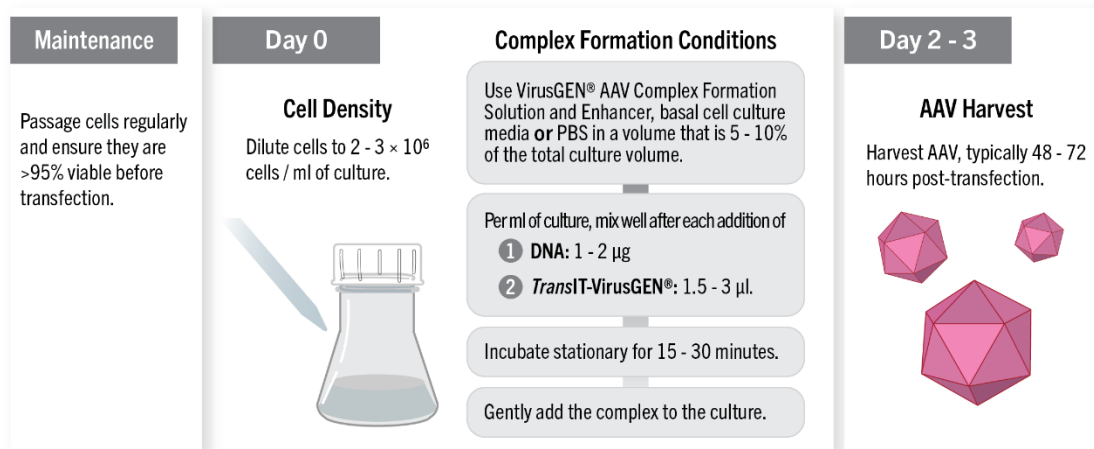 Maintenance
Passage cells regularly
and ensure they are
>95% viable before
transfection.
Day 0
Cell Density
Dilute cells to 2 - 3 × 10⁶
cells / ml of culture.
Complex Formation Conditions
Use VirusGEN® AAV Complex Formation
Solution and Enhancer, basal cell culture
media or PBS in a volume that is 5 - 10%
of the total culture volume.
Per ml of culture, mix well after each addition of
1 DNA: 1 - 2 µg
2 TransIT-VirusGEN®: 1.5 - 3 µl.
Incubate stationary for 15 - 30 minutes.
Gently add the complex to the culture.
Day 2 - 3
AAV Harvest
Harvest AAV, typically 48 - 72
hours post-transfection.